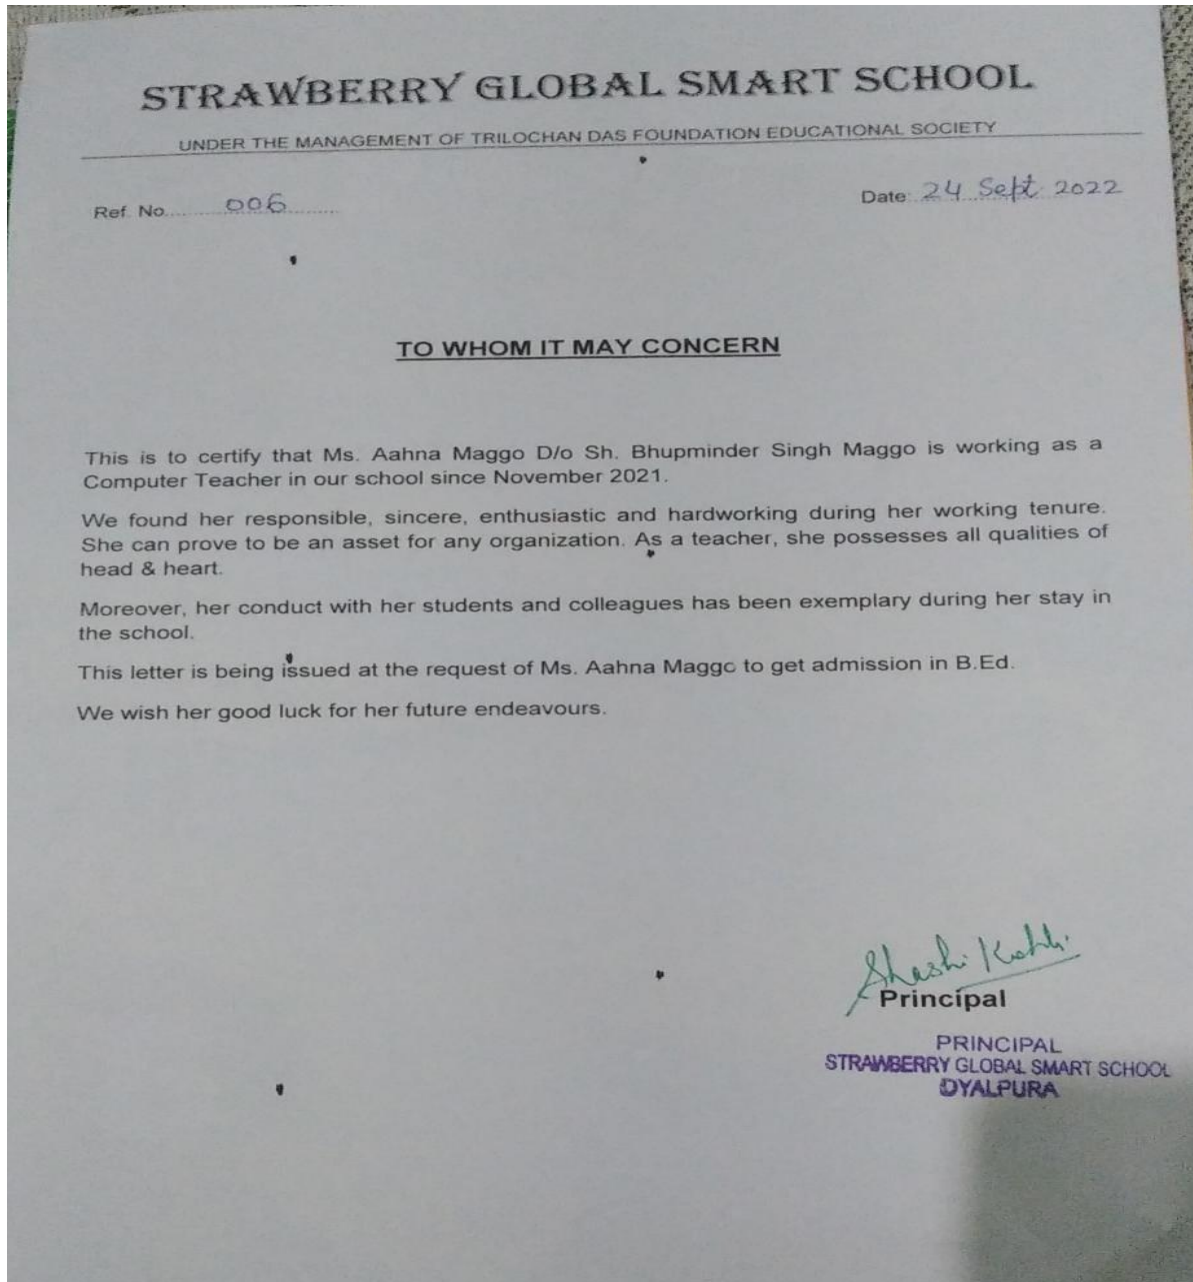 STRAWBERRY GLOBAL SMART SCHOOL
UNDER THE MANAGEMENT OF TRILOCHAN DAS FOUNDATION EDUCATIONAL SOCIETY
Ref. No....... 006 ..........
Date: 24 Sept. 2022
TO WHOM IT MAY CONCERN
This is to certify that Ms. Aahna Maggo D/o Sh. Bhupminder Singh Maggo is working as a
Computer Teacher in our school since November 2021.
We found her responsible, sincere, enthusiastic and hardworking during her working tenure.
She can prove to be an asset for any organization. As a teacher, she possesses all qualities of
head & heart.
Moreover, her conduct with her students and colleagues has been exemplary during her stay in
the school.
This letter is being issued at the request of Ms. Aahna Maggo to get admission in B.Ed.
We wish her good luck for her future endeavours.
Shashi Kohli
Principal
PRINCIPAL
STRAWBERRY GLOBAL SMART SCHOOL
DYALPURA